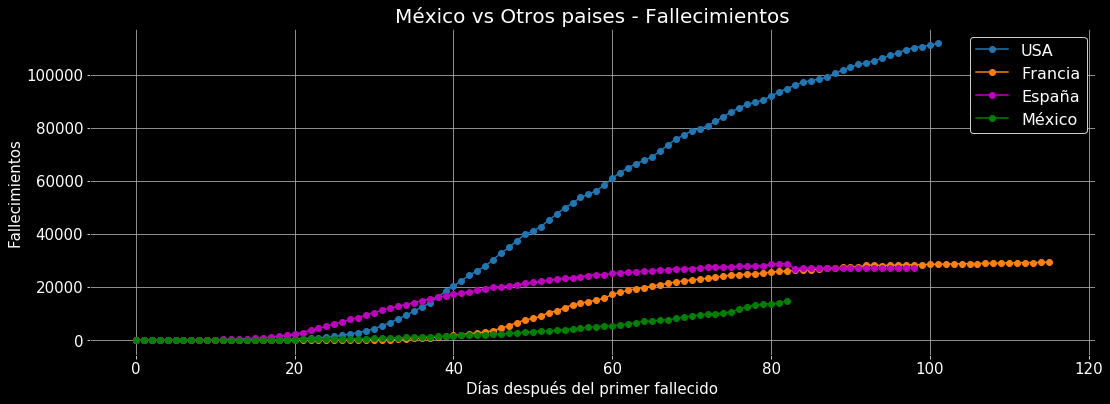 México vs Otros paises - Fallecimientos
USA
Francia
España
México
100000
80000
60000
40000
20000
0
Fallecimientos
0 20 40 60 80 100 120
Días después del primer fallecido